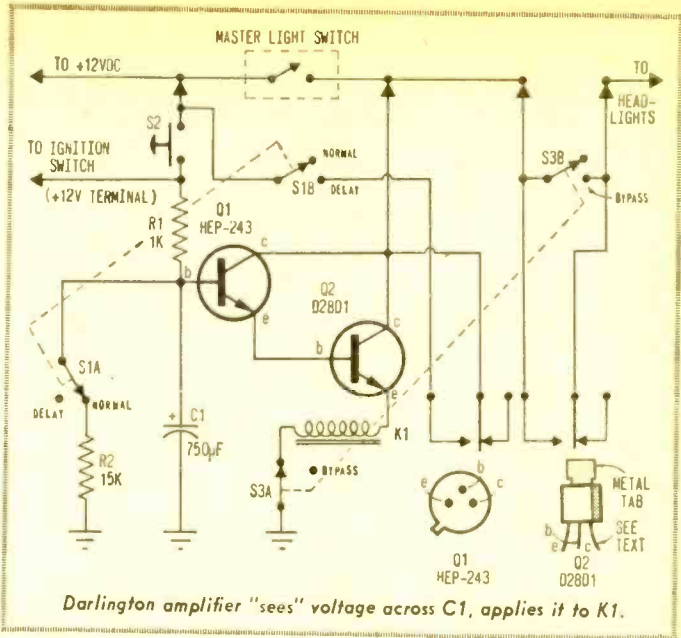 MASTER LIGHT SWITCH
TO +12VDC
TO
HEAD-
LIGHTS
S2
TO IGNITION
SWITCH
(+12V TERMINAL)
NORMAL
S1B
DELAY
S3B
BYPASS
R1
1K
Q1
HEP-243
c
b
e
Q2
D28D1
c
b
e
S1A
DELAY
NORMAL
C1
+
750µF
R2
15K
K1
BYPASS
S3A
b
e
c
Q1
HEP-243
METAL
TAB
SEE
TEXT
b
e
c
Q2
D28D1
Darlington amplifier "sees" voltage across C1, applies it to K1.